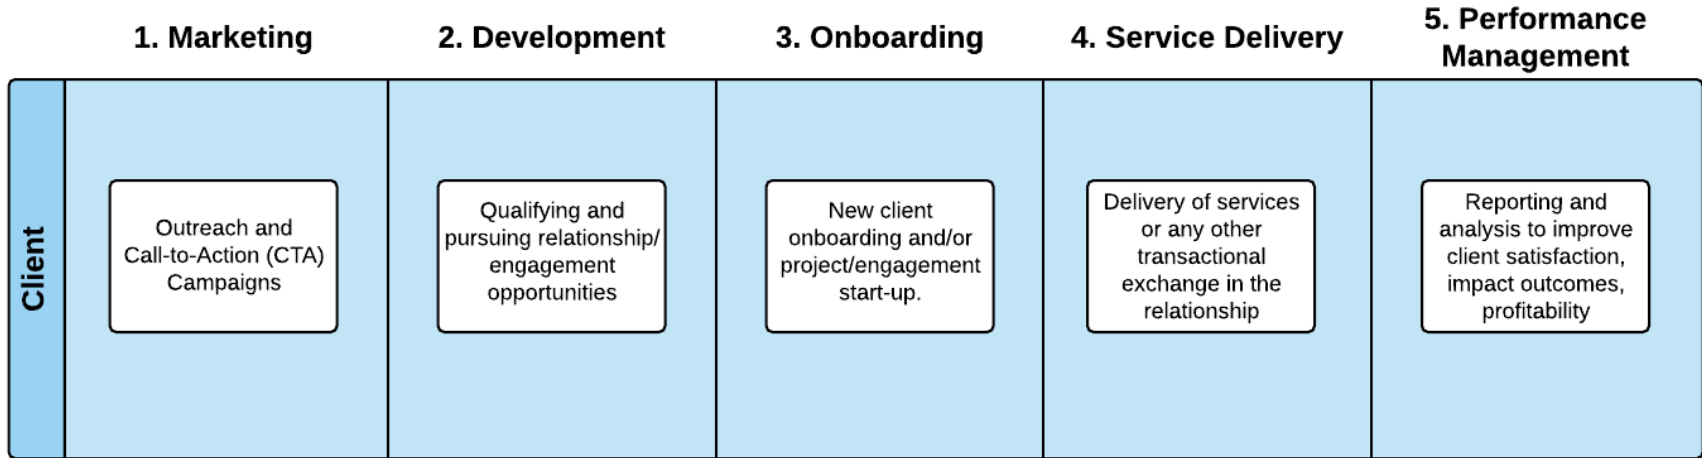 1. Marketing
2. Development
3. Onboarding
4. Service Delivery
5. Performance
Management
Client
Outreach and
Call-to-Action (CTA)
Campaigns
Qualifying and
pursuing relationship/
engagement
opportunities
New client
onboarding and/or
project/engagement
start-up.
Delivery of services
or any other
transactional
exchange in the
relationship
Reporting and
analysis to improve
client satisfaction,
impact outcomes,
profitability